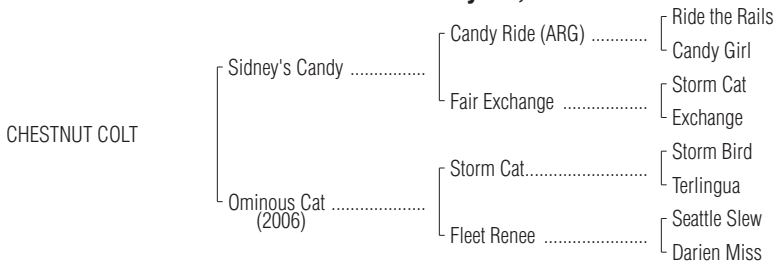 Ride the Rails
Candy Ride (ARG) ............
Candy Girl
Sidney's Candy ................
Storm Cat
Fair Exchange ..................
Exchange
CHESTNUT COLT
Storm Bird
Storm Cat..........................
Terlingua
Ominous Cat ....................
(2006)
Seattle Slew
Fleet Renee ......................
Darien Miss